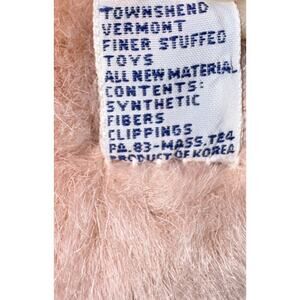 TOWNSHEND
VERMONT
FINER STUFFED
TOYS
ALL NEW MATERIAL
CONTENTS:
SYNTHETIC
FIBERS
CLIPPINGS
PA.83-MASS.T24
PRODUCT OF KOREA